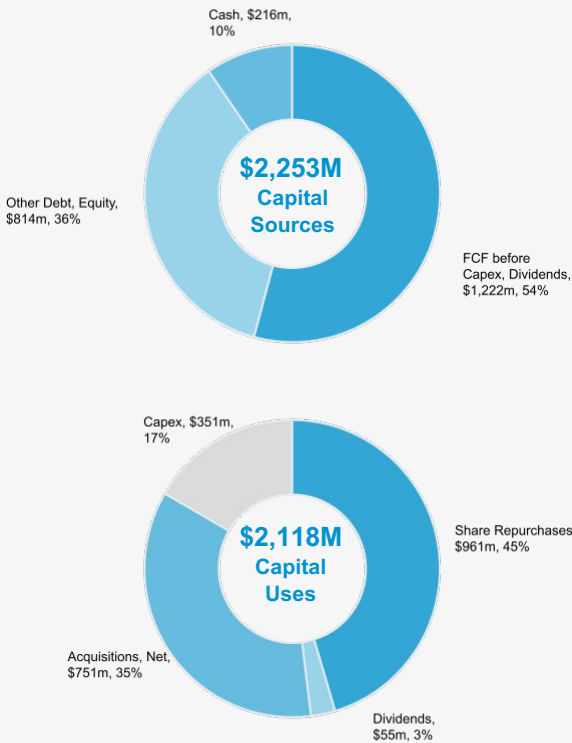 Cash, $216m,
10%
$2,253M
Capital
Sources
Other Debt, Equity,
$814m, 36%
FCF before
Capex, Dividends,
$1,222m, 54%
Capex, $351m,
17%
$2,118M
Capital
Uses
Share Repurchases
$961m, 45%
Acquisitions, Net,
$751m, 35%
Dividends,
$55m, 3%